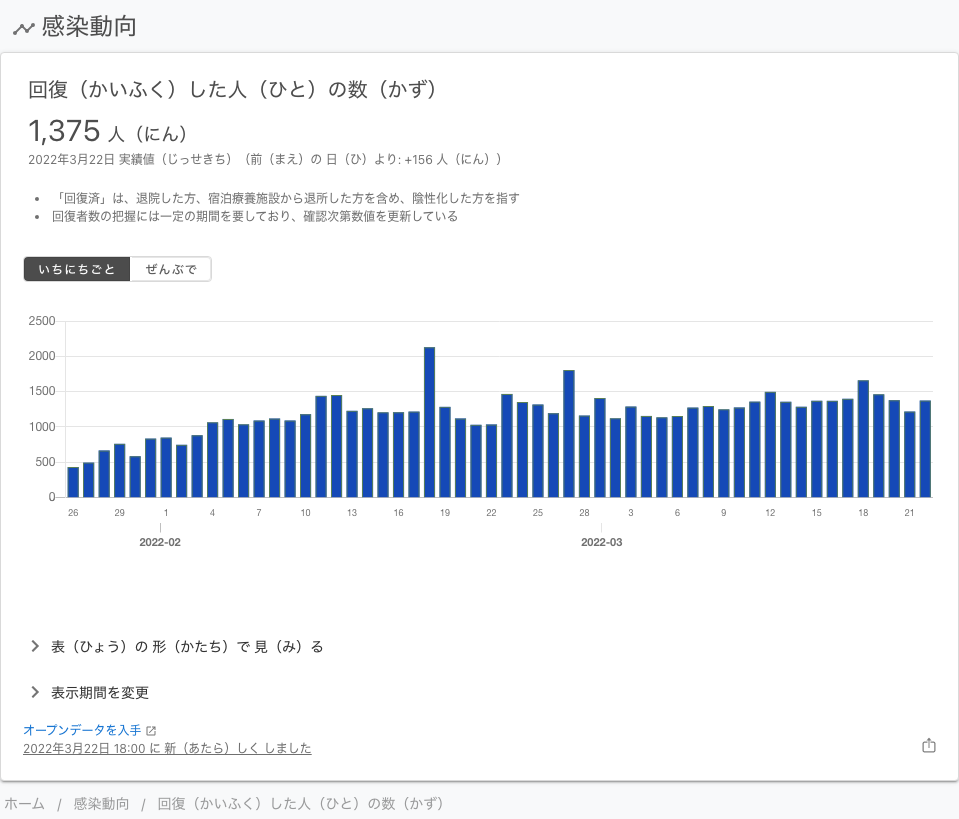 感染動向
回復（かいふく）した人（ひと）の数（かず）
1,375 人（にん）
2022年3月22日 実績値（じっせきち）（前（まえ）の 日（ひ）より: +156 人（にん））
• 「回復済」は、退院した方、宿泊療養施設から退所した方を含め、陰性化した方を指す
• 回復者数の把握には一定の期間を要しており、確認次第数値を更新している
いちにちごと ぜんぶで
2500
2000
1500
1000
500
0
26 29 1 4 7 10 13 16 19 22 25 28 3 6 9 12 15 18 21
2022-02 2022-03
表（ひょう）の 形（かたち）で 見（み）る
表示期間を変更
オープンデータを入手
2022年3月22日 18:00 に 新（あたら）しく しました
ホーム / 感染動向 / 回復（かいふく）した人（ひと）の数（かず）